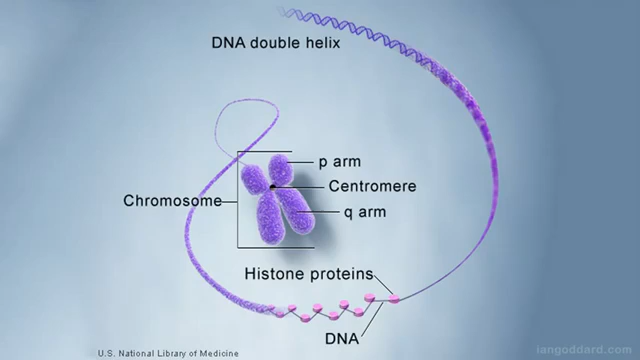 DNA double helix
p arm
Centromere
Chromosome
q arm
Histone proteins
DNA
U.S. National Library of Medicine
iangoddard.com